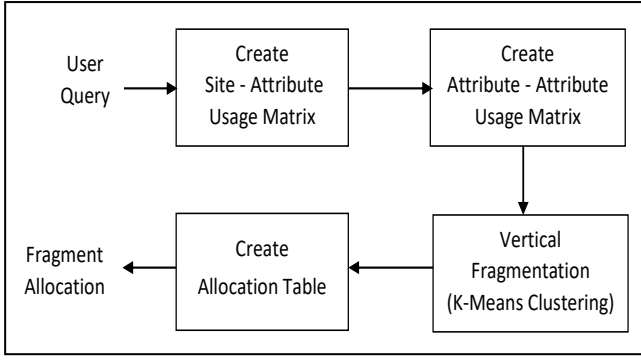 User
Query
Create
Site - Attribute
Usage Matrix
Create
Attribute - Attribute
Usage Matrix
Vertical
Fragmentation
(K-Means Clustering)
Create
Allocation Table
Fragment
Allocation